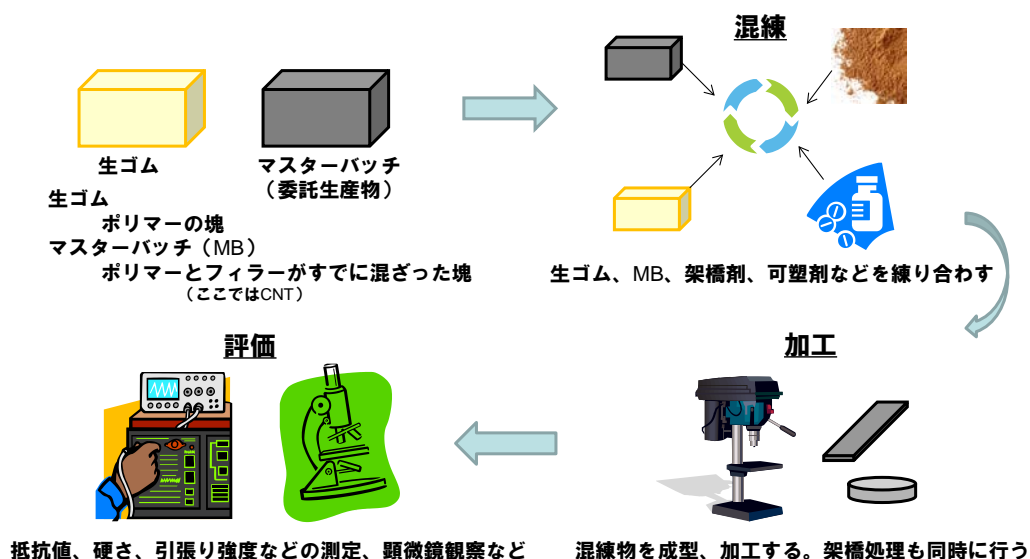 混練
生ゴム
マスターバッチ
（委託生産物）
生ゴム
ポリマーの塊
マスターバッチ（MB）
ポリマーとフィラーがすでに混ざった塊
（ここではCNT）
生ゴム、MB、架橋剤、可塑剤などを練り合わす
評価
加工
抵抗値、硬さ、引張り強度などの測定、顕微鏡観察など
混練物を成型、加工する。架橋処理も同時に行う